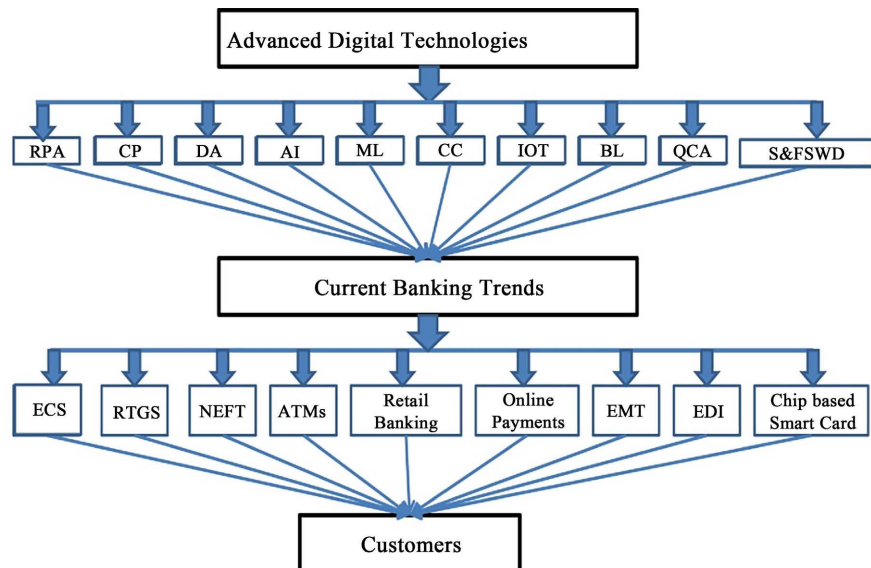 Advanced Digital Technologies
RPA
CP
DA
AI
ML
CC
IOT
BL
QCA
S&FSWD
Current Banking Trends
ECS
RTGS
NEFT
ATMs
Retail
Banking
Online
Payments
EMT
EDI
Chip based
Smart Card
Customers